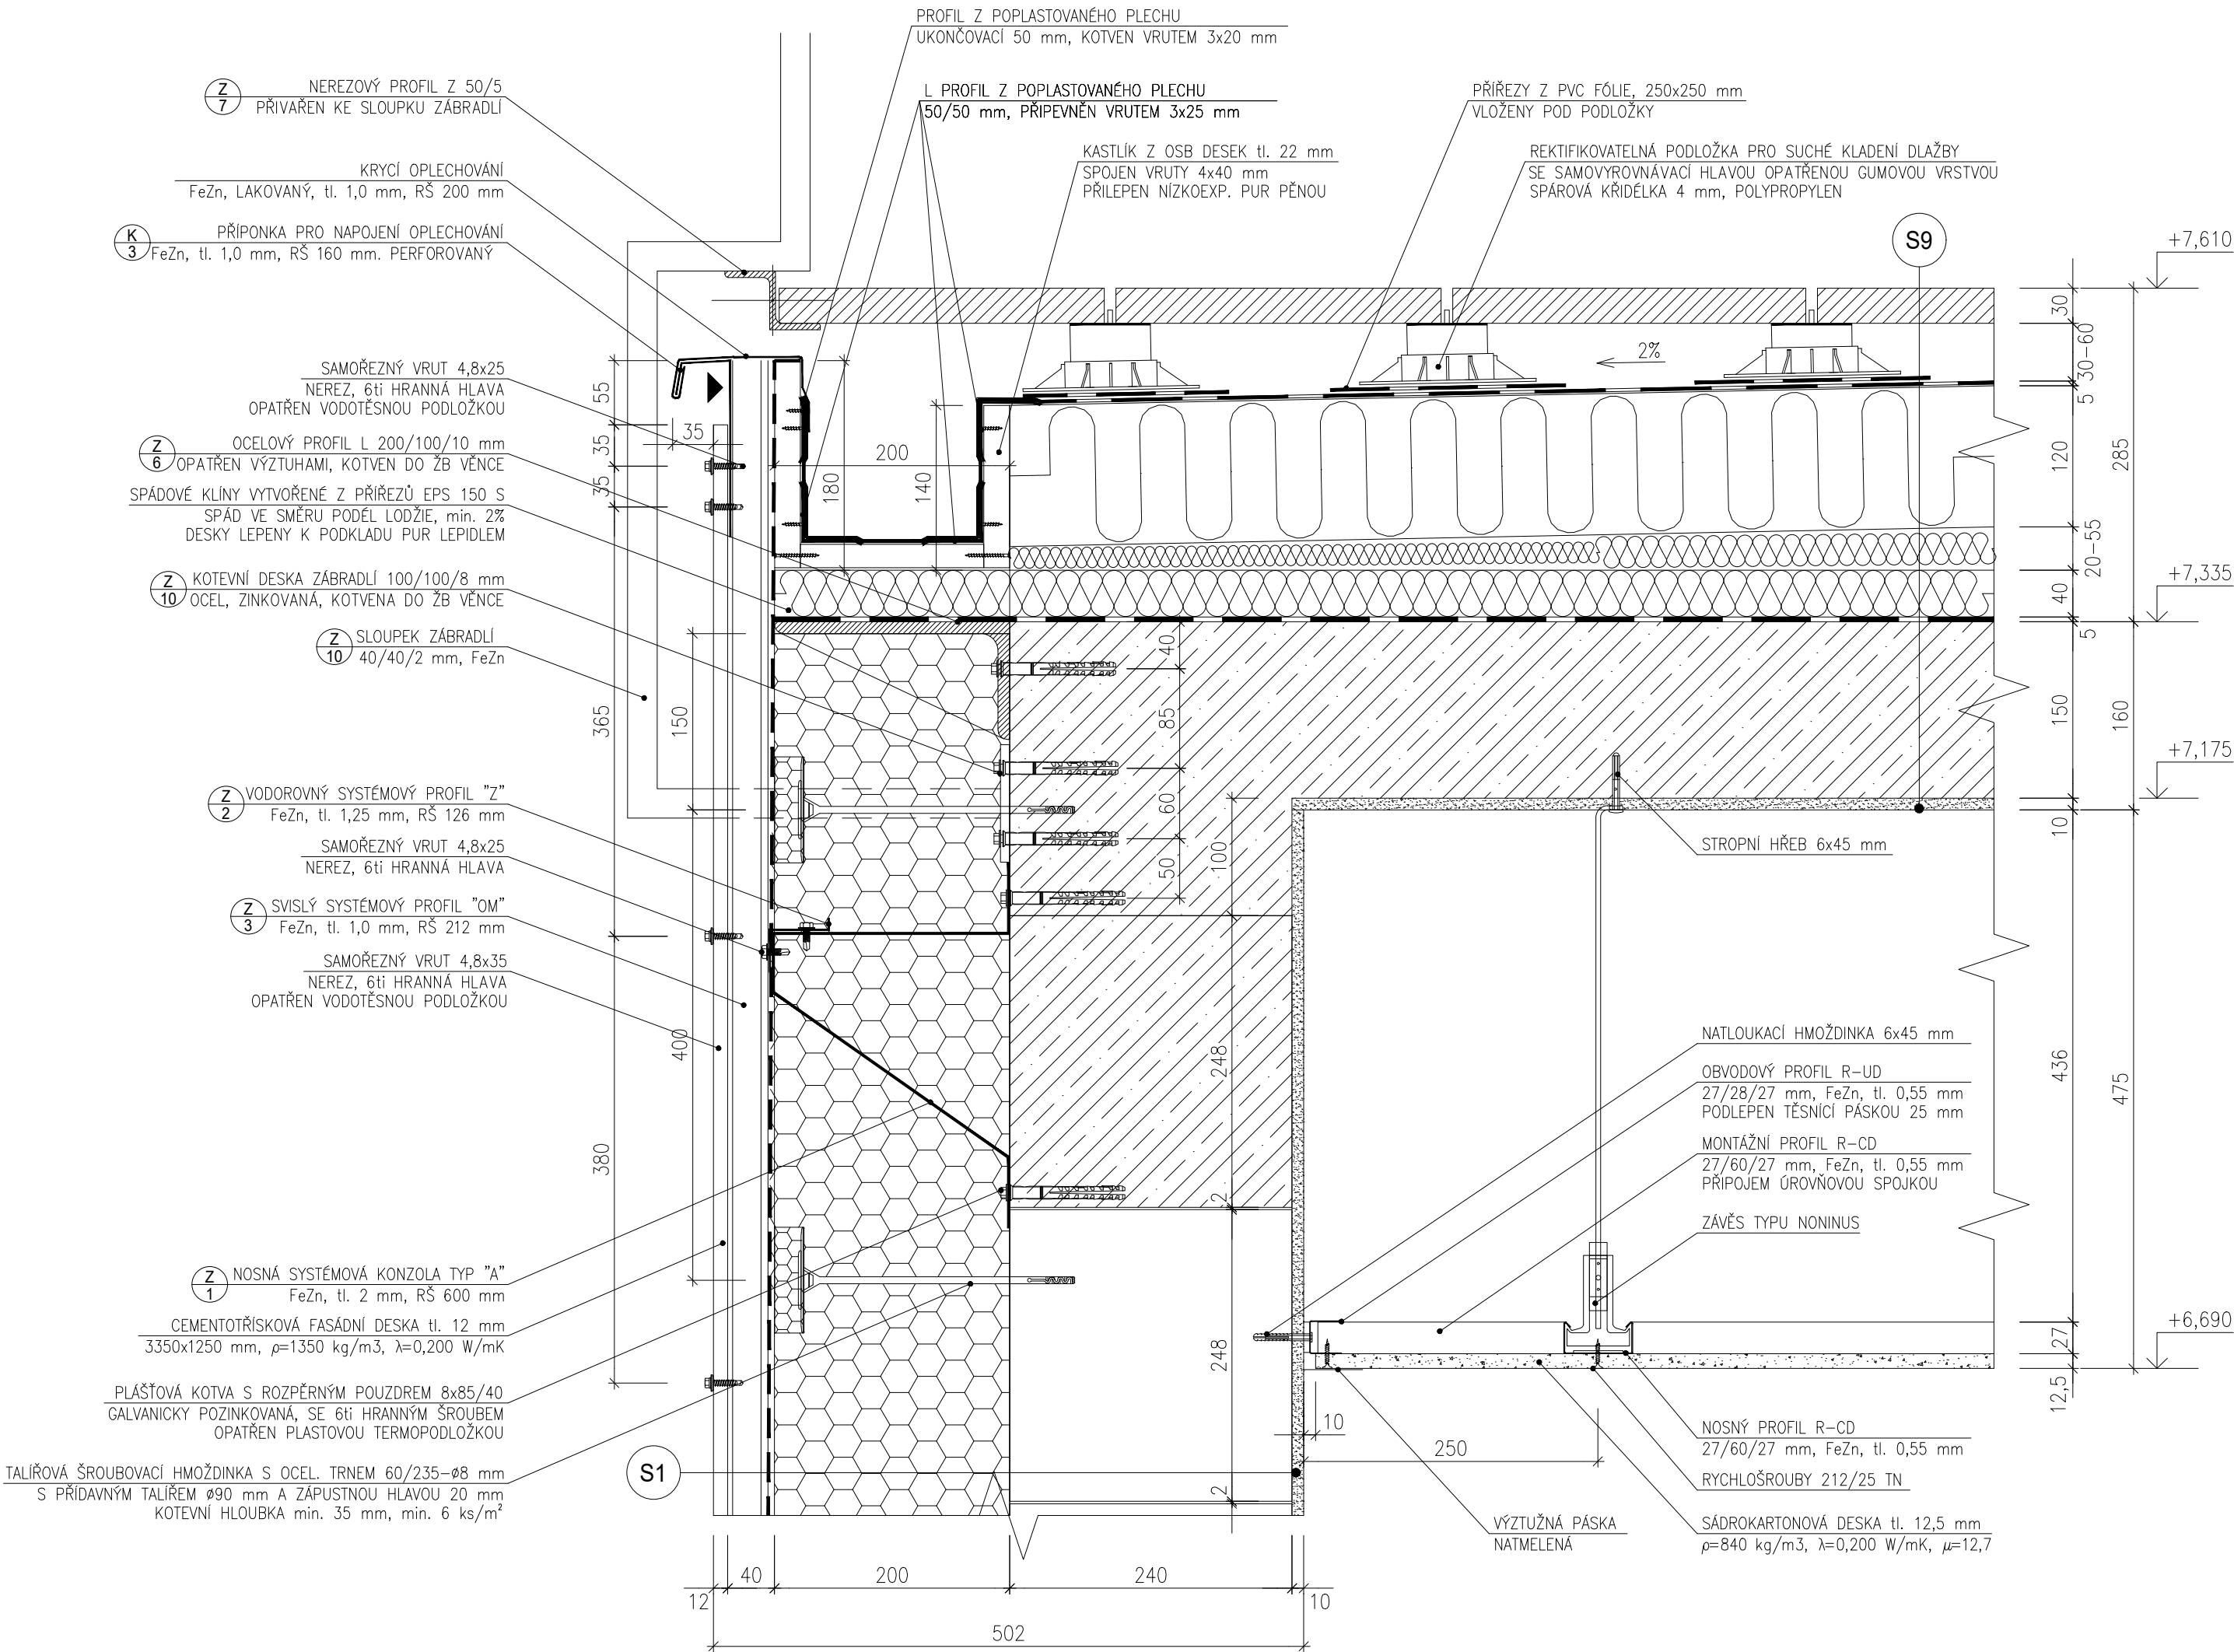 PROFIL Z POPLASTOVANÉHO PLECHU
UKONČOVACÍ 50 mm, KOTVEN VRUTEM 3x20 mm
L PROFIL Z POPLASTOVANÉHO PLECHU
50/50 mm, PŘIPEVNĚN VRUTEM 3x25 mm
KASTLÍK Z OSB DESEK tl. 22 mm
SPOJEN VRUTY 4x40 mm
PŘILEPEN NÍZKOEXP. PUR PĚNOU
PŘÍŘEZY Z PVC FÓLIE, 250x250 mm
VLOŽENY POD PODLOŽKY
REKTIFIKOVATELNÁ PODLOŽKA PRO SUCHÉ KLADENÍ DLAŽBY
SE SAMOVYROVNÁVACÍ HLAVOU OPATŘENOU GUMOVOU VRSTVOU
SPÁROVÁ KŘIDÉLKA 4 mm, POLYPROPYLEN
Z
7
NEREZOVÝ PROFIL Z 50/5
PŘIVAŘEN KE SLOUPKU ZÁBRADLÍ
KRYCÍ OPLECHOVÁNÍ
FeZn, LAKOVANÝ, tl. 1,0 mm, RŠ 200 mm
K
3
PŘÍPONKA PRO NAPOJENÍ OPLECHOVÁNÍ
FeZn, tl. 1,0 mm, RŠ 160 mm. PERFOROVANÝ
SAMOŘEZNÝ VRUT 4,8x25
NEREZ, 6ti HRANNÁ HLAVA
OPATŘEN VODOTĚSNOU PODLOŽKOU
Z
6
OCELOVÝ PROFIL L 200/100/10 mm
OPATŘEN VÝZTUHAMI, KOTVEN DO ŽB VĚNCE
SPÁDOVÉ KLÍNY VYTVOŘENÉ Z PŘÍŘEZŮ EPS 150 S
SPÁD VE SMĚRU PODÉL LODŽIE, min. 2%
DESKY LEPENY K PODKLADU PUR LEPIDLEM
Z
10
KOTEVNÍ DESKA ZÁBRADLÍ 100/100/8 mm
OCEL, ZINKOVANÁ, KOTVENA DO ŽB VĚNCE
Z
10
SLOUPEK ZÁBRADLÍ
40/40/2 mm, FeZn
Z
2
VODOROVNÝ SYSTÉMOVÝ PROFIL "Z"
FeZn, tl. 1,25 mm, RŠ 126 mm
SAMOŘEZNÝ VRUT 4,8x25
NEREZ, 6ti HRANNÁ HLAVA
Z
3
SVISLÝ SYSTÉMOVÝ PROFIL "OM"
FeZn, tl. 1,0 mm, RŠ 212 mm
SAMOŘEZNÝ VRUT 4,8x35
NEREZ, 6ti HRANNÁ HLAVA
OPATŘEN VODOTĚSNOU PODLOŽKOU
Z
1
NOSNÁ SYSTÉMOVÁ KONZOLA TYP "A"
FeZn, tl. 2 mm, RŠ 600 mm
CEMENTOTŘÍSKOVÁ FASÁDNÍ DESKA tl. 12 mm
3350x1250 mm, ρ=1350 kg/m3, λ=0,200 W/mK
PLÁŠŤOVÁ KOTVA S ROZPĚRNÝM POUZDREM 8x85/40
GALVANICKY POZINKOVANÁ, SE 6ti HRANNÝM ŠROUBEM
OPATŘEN PLASTOVOU TERMOPODLOŽKOU
TALÍŘOVÁ ŠROUBOVACÍ HMOŽDINKA S OCEL. TRNEM 60/235-ø8 mm
S PŘÍDAVNÝM TALÍŘEM ø90 mm A ZÁPUSTNOU HLAVOU 20 mm
KOTEVNÍ HLOUBKA min. 35 mm, min. 6 ks/m²
55
35
35
365
380
35
150
400
200
180
140
2%
S9
40
85
60
50
100
248
2
248
2
STROPNÍ HŘEB 6x45 mm
NATLOUKACÍ HMOŽDINKA 6x45 mm
OBVODOVÝ PROFIL R-UD
27/28/27 mm, FeZn, tl. 0,55 mm
PODLEPEN TĚSNÍCÍ PÁSKOU 25 mm
MONTÁŽNÍ PROFIL R-CD
27/60/27 mm, FeZn, tl. 0,55 mm
PŘIPOJEM ÚROVŇOVOU SPOJKOU
ZÁVĚS TYPU NONINUS
NOSNÝ PROFIL R-CD
27/60/27 mm, FeZn, tl. 0,55 mm
RYCHLOŠROUBY 212/25 TN
SÁDROKARTONOVÁ DESKA tl. 12,5 mm
ρ=840 kg/m3, λ=0,200 W/mK, μ=12,7
VÝZTUŽNÁ PÁSKA
NATMELENÁ
10
250
S1
30
30-60
5
120
20-55
40
5
150
10
436
27
12,5
285
160
475
+7,610
+7,335
+7,175
+6,690
12
40
200
240
10
502